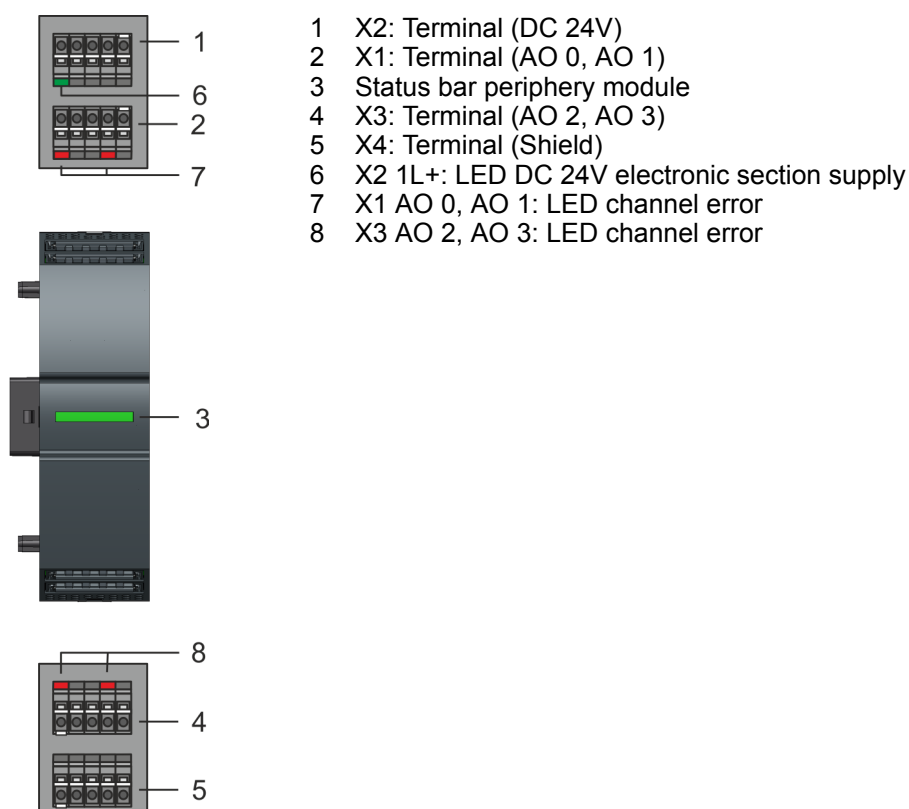 1
6
2
7
3
8
4
5
1 X2: Terminal (DC 24V)
2 X1: Terminal (AO 0, AO 1)
3 Status bar periphery module
4 X3: Terminal (AO 2, AO 3)
5 X4: Terminal (Shield)
6 X2 1L+: LED DC 24V electronic section supply
7 X1 AO 0, AO 1: LED channel error
8 X3 AO 2, AO 3: LED channel error